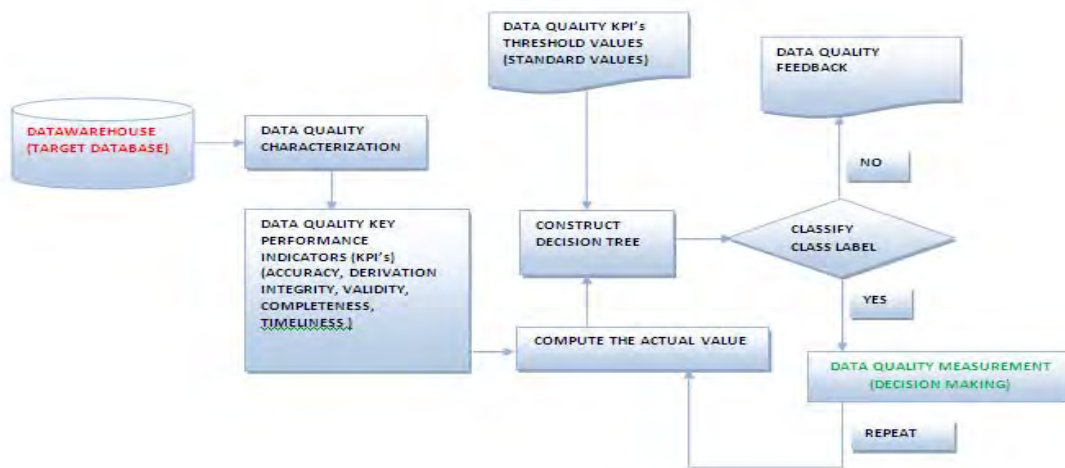 DATA QUALITY KPI's
THRESHOLD VALUES
(STANDARD VALUES)
DATA QUALITY
FEEDBACK
DATAWAREHOUSE
(TARGET DATABASE)
DATA QUALITY
CHARACTERIZATION
NO
DATA QUALITY KEY
PERFORMANCE
INDICATORS (KPI's)
(ACCURACY, DERIVATION
INTEGRITY, VALIDITY,
COMPLETENESS,
TIMELINESS.)
CONSTRUCT
DECISION TREE
CLASSIFY
CLASS LABEL
YES
COMPUTE THE ACTUAL VALUE
DATA QUALITY MEASUREMENT
(DECISION MAKING)
REPEAT